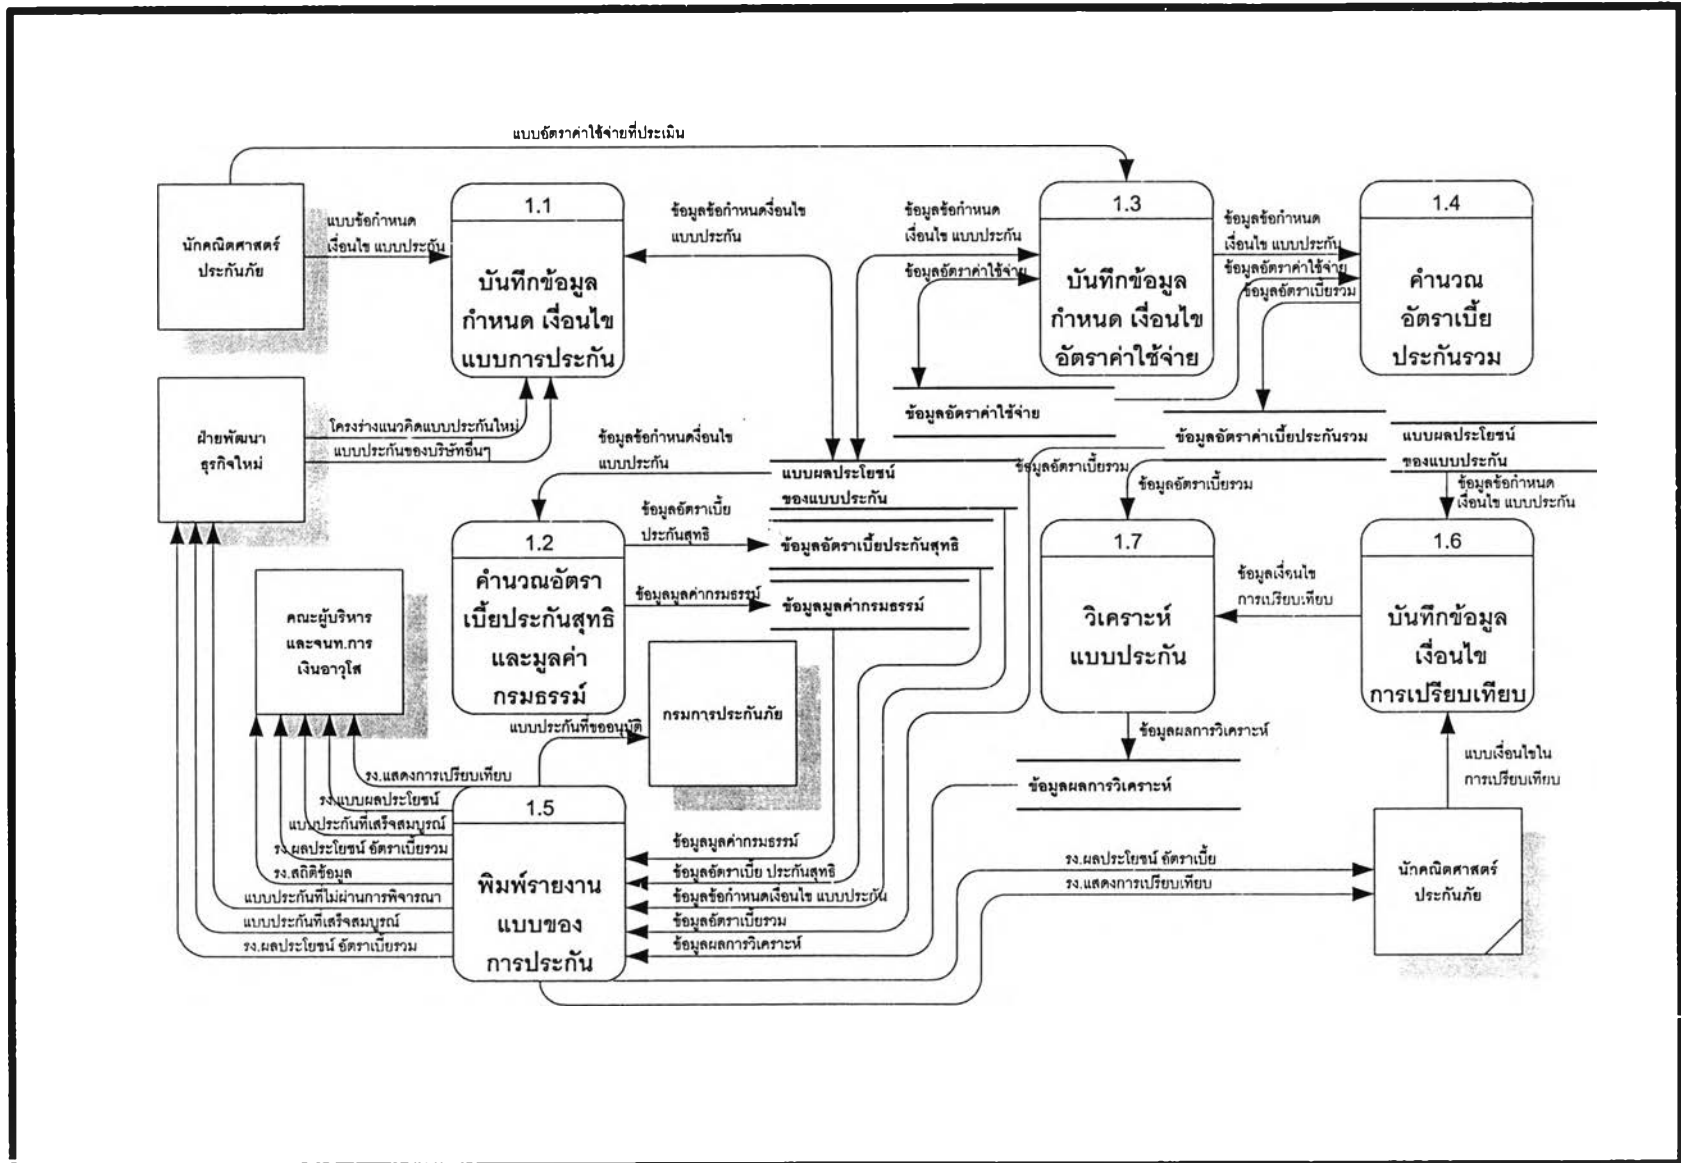 แบบอัตราค่าใช้จ่ายที่ประเมิน
นักคณิตศาสตร์
ประกันภัย
แบบข้อกำหนด
เงื่อนไข แบบประกัน
1.1
บันทึกข้อมูล
กำหนด เงื่อนไข
แบบการประกัน
ข้อมูลข้อกำหนดเงื่อนไข
แบบประกัน
ข้อมูลข้อกำหนด
เงื่อนไข แบบประกัน
ข้อมูลอัตราค่าใช้จ่าย
1.3
บันทึกข้อมูล
กำหนด เงื่อนไข
อัตราค่าใช้จ่าย
ข้อมูลข้อกำหนด
เงื่อนไข แบบประกัน
ข้อมูลอัตราค่าใช้จ่าย
ข้อมูลอัตราเบี้ยรวม
1.4
คำนวณ
อัตราเบี้ย
ประกันรวม
ฝ่ายพัฒนา
ธุรกิจใหม่
โครงร่างแนวคิดแบบประกันใหม่
แบบประกันของบริษัทอื่นๆ
ข้อมูลข้อกำหนดเงื่อนไข
แบบประกัน
ข้อมูลอัตราค่าใช้จ่าย
ข้อมูลอัตราค่าเบี้ยประกันรวม
แบบผลประโยชน์
ของแบบประกัน
แบบผลประโยชน์
ของแบบประกัน
ข้อมูลอัตราเบี้ยรวม
ข้อมูลอัตราเบี้ยรวม
ข้อมูลข้อกำหนด
เงื่อนไข แบบประกัน
1.2
คำนวณอัตรา
เบี้ยประกันสุทธิ
และมูลค่า
กรมธรรม์
ข้อมูลอัตราเบี้ย
ประกันสุทธิ
ข้อมูลอัตราเบี้ยประกันสุทธิ
ข้อมูลมูลค่ากรมธรรม์
ข้อมูลมูลค่ากรมธรรม์
1.7
วิเคราะห์
แบบประกัน
ข้อมูลเงื่อนไข
การเปรียบเทียบ
1.6
บันทึกข้อมูล
เงื่อนไข
การเปรียบเทียบ
คณะผู้บริหาร
และจนท.การ
เงินอาวุโส
กรมการประกันภัย
แบบประกันที่ขออนุมัติ
ข้อมูลผลการวิเคราะห์
ข้อมูลผลการวิเคราะห์
แบบเงื่อนไขใน
การเปรียบเทียบ
รง.แสดงการเปรียบเทียบ
รง.แบบผลประโยชน์
แบบประกันที่เสร็จสมบูรณ์
รง.ผลประโยชน์ อัตราเบี้ยรวม
รง.สถิติข้อมูล
แบบประกันที่ไม่ผ่านการพิจารณา
แบบประกันที่เสร็จสมบูรณ์
รง.ผลประโยชน์ อัตราเบี้ยรวม
1.5
พิมพ์รายงาน
แบบของ
การประกัน
ข้อมูลมูลค่ากรมธรรม์
ข้อมูลอัตราเบี้ย ประกันสุทธิ
ข้อมูลข้อกำหนดเงื่อนไข แบบประกัน
ข้อมูลอัตราเบี้ยรวม
ข้อมูลผลการวิเคราะห์
รง.ผลประโยชน์ อัตราเบี้ย
รง.แสดงการเปรียบเทียบ
นักคณิตศาสตร์
ประกันภัย